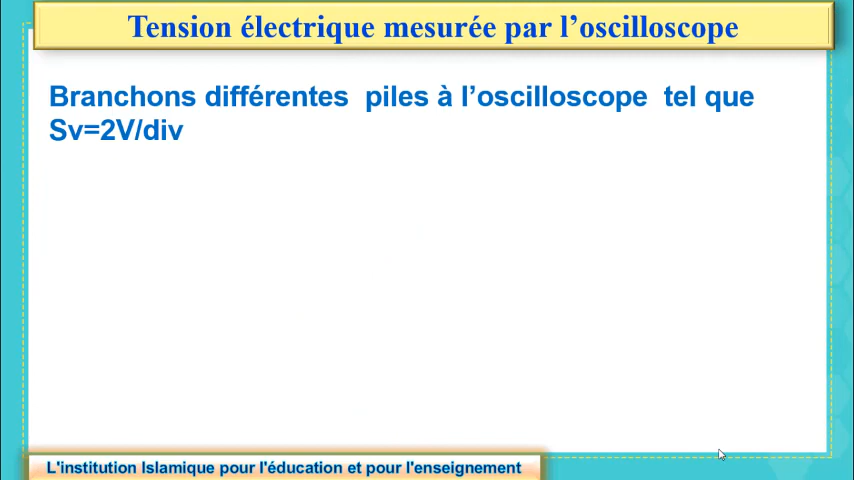 Tension électrique mesurée par l’oscilloscope
Branchons différentes piles à l’oscilloscope tel que
Sv=2V/div
L'institution Islamique pour l'éducation et pour l'enseignement